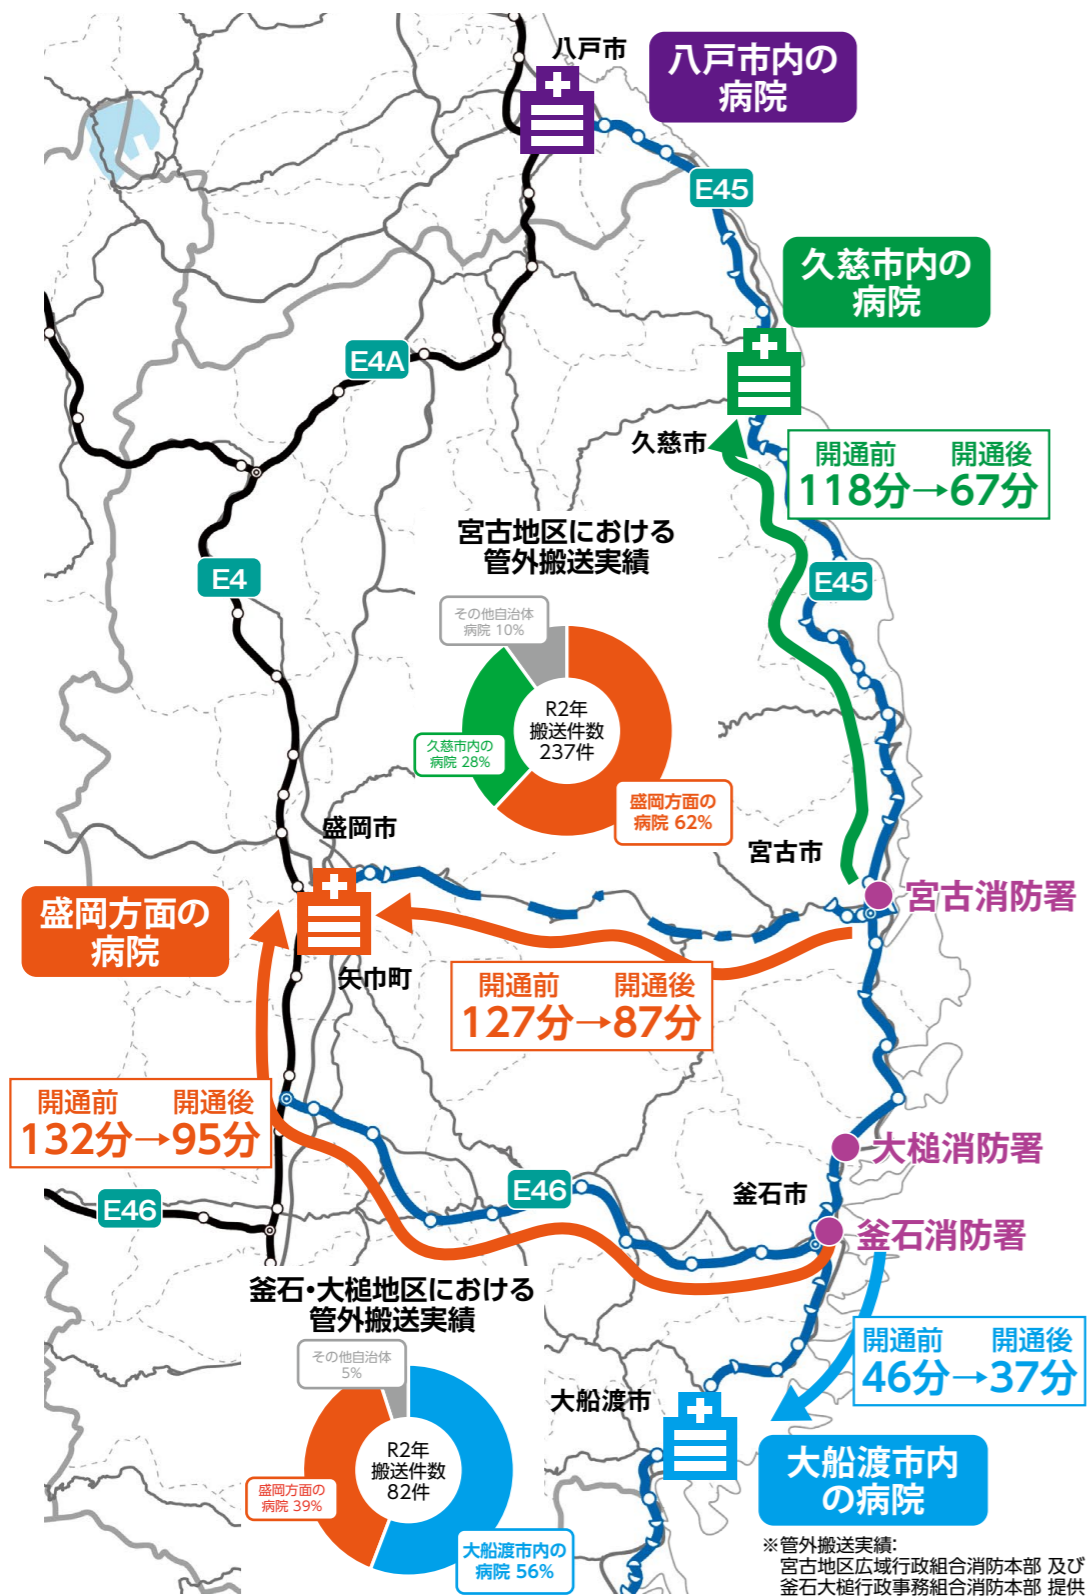 八戸市
八戸市内の
病院
E45
久慈市内の
病院
E4A
久慈市
開通前 開通後
118分→67分
宮古地区における
管外搬送実績
E4
E45
その他自治体
病院 10%
R2年
搬送件数
237件
久慈市内の
病院 28%
盛岡方面の
病院 62%
盛岡市
宮古市
宮古消防署
盛岡方面の
病院
矢巾町
開通前 開通後
127分→87分
開通前 開通後
132分→95分
大槌消防署
E46
釜石市
E46
釜石消防署
釜石・大槌地区における
管外搬送実績
開通前 開通後
46分→37分
その他自治体
5%
大船渡市
R2年
搬送件数
82件
盛岡方面の
病院 39%
大船渡市内の
病院 56%
大船渡市内
の病院
※管外搬送実績:
宮古地区広域行政組合消防本部 及び
釜石大槌行政事務組合消防本部 提供